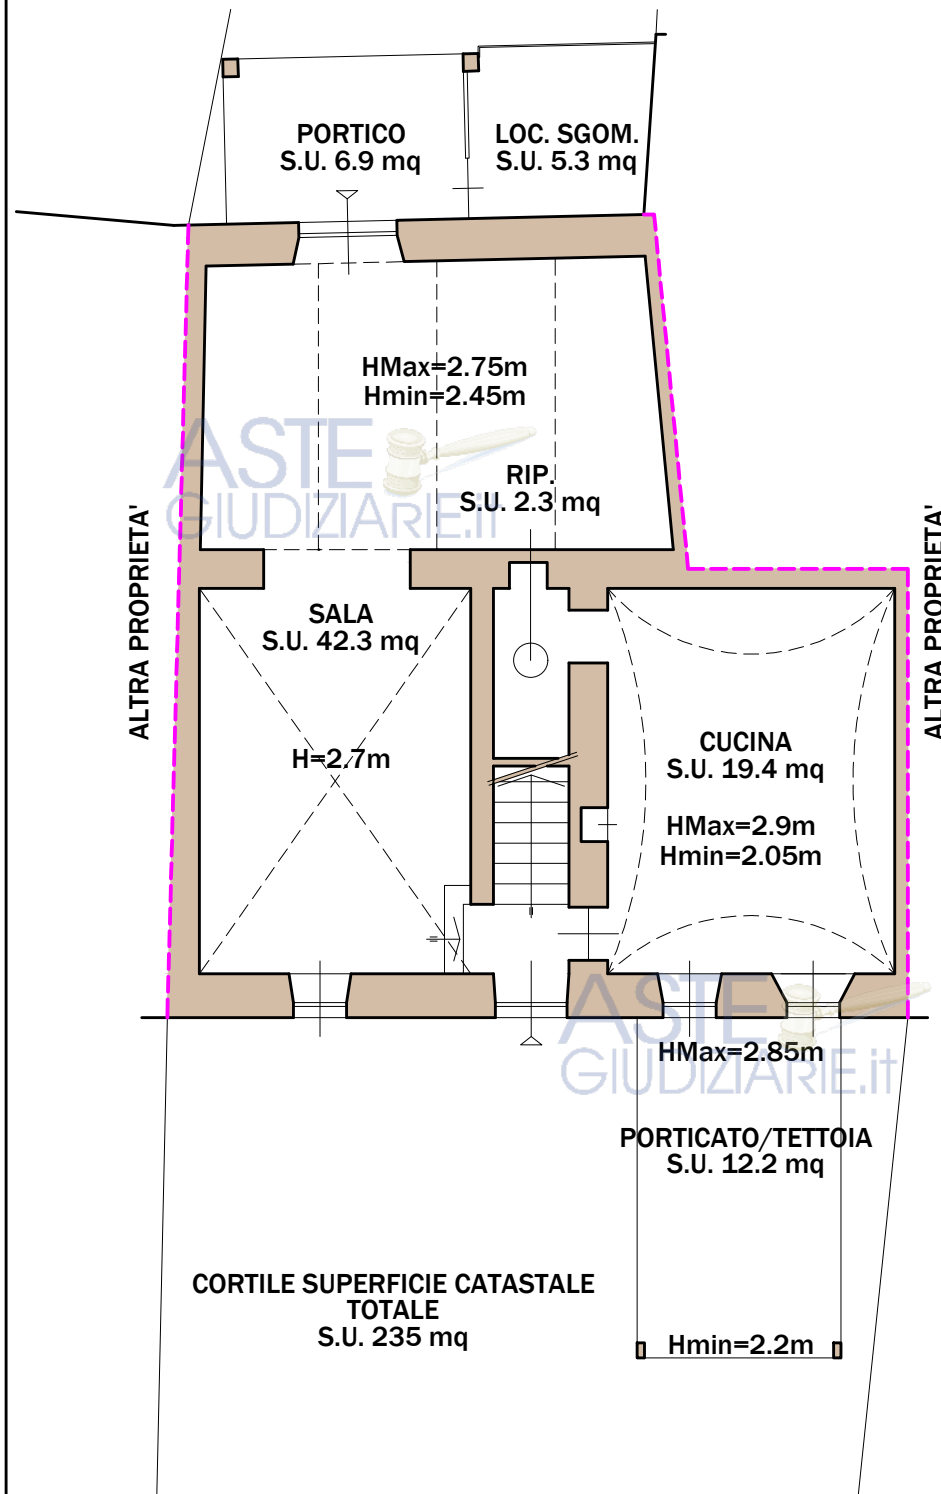 PORTICO
S.U. 6.9 mq
LOC. SGOM.
S.U. 5.3 mq
HMax=2.75m
Hmin=2.45m
ASTE
GIUDIZIARIE.it
RIP.
S.U. 2.3 mq
ALTRA PROPRIETA'
ALTRA PROPRIETA'
SALA
S.U. 42.3 mq
H=2.7m
CUCINA
S.U. 19.4 mq
HMax=2.9m
Hmin=2.05m
ASTE
GIUDIZIARIE.it
HMax=2.85m
PORTICATO/TETTOIA
S.U. 12.2 mq
CORTILE SUPERFICIE CATASTALE
TOTALE
S.U. 235 mq
Hmin=2.2m